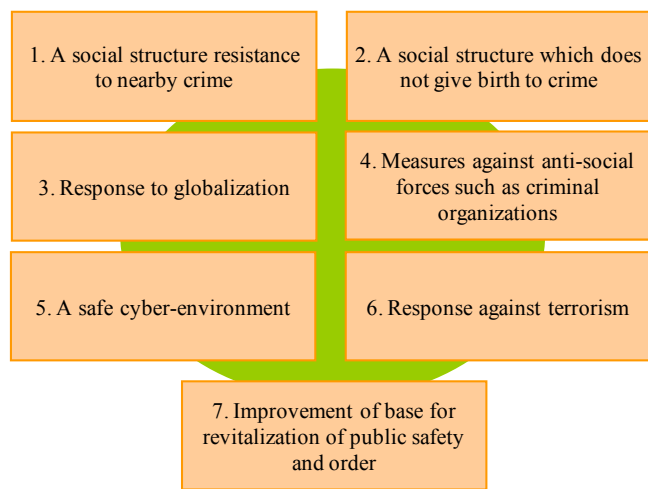 1. A social structure resistance
to nearby crime
2. A social structure which does
not give birth to crime
3. Response to globalization
4. Measures against anti-social
forces such as criminal
organizations
5. A safe cyber-environment
6. Response against terrorism
7. Improvement of base for
revitalization of public safety
and order